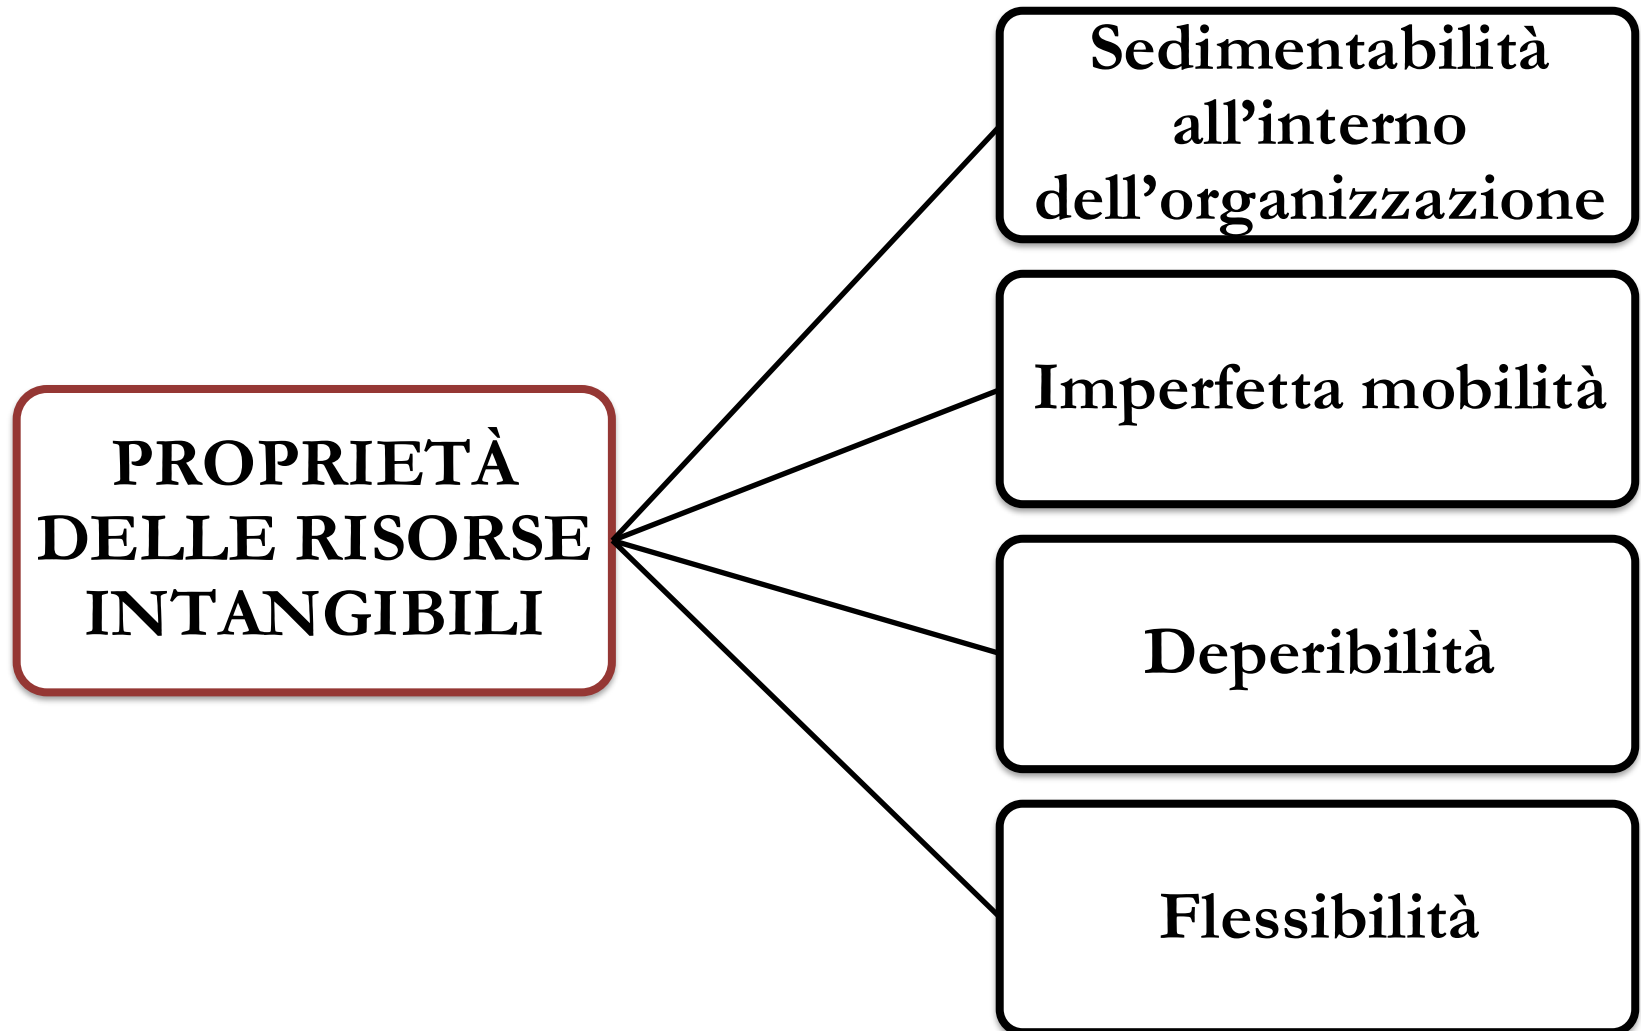 PROPRIETÀ
DELLE RISORSE
INTANGIBILI
Sedimentabilità
all’interno
dell’organizzazione
Imperfetta mobilità
Deperibilità
Flessibilità